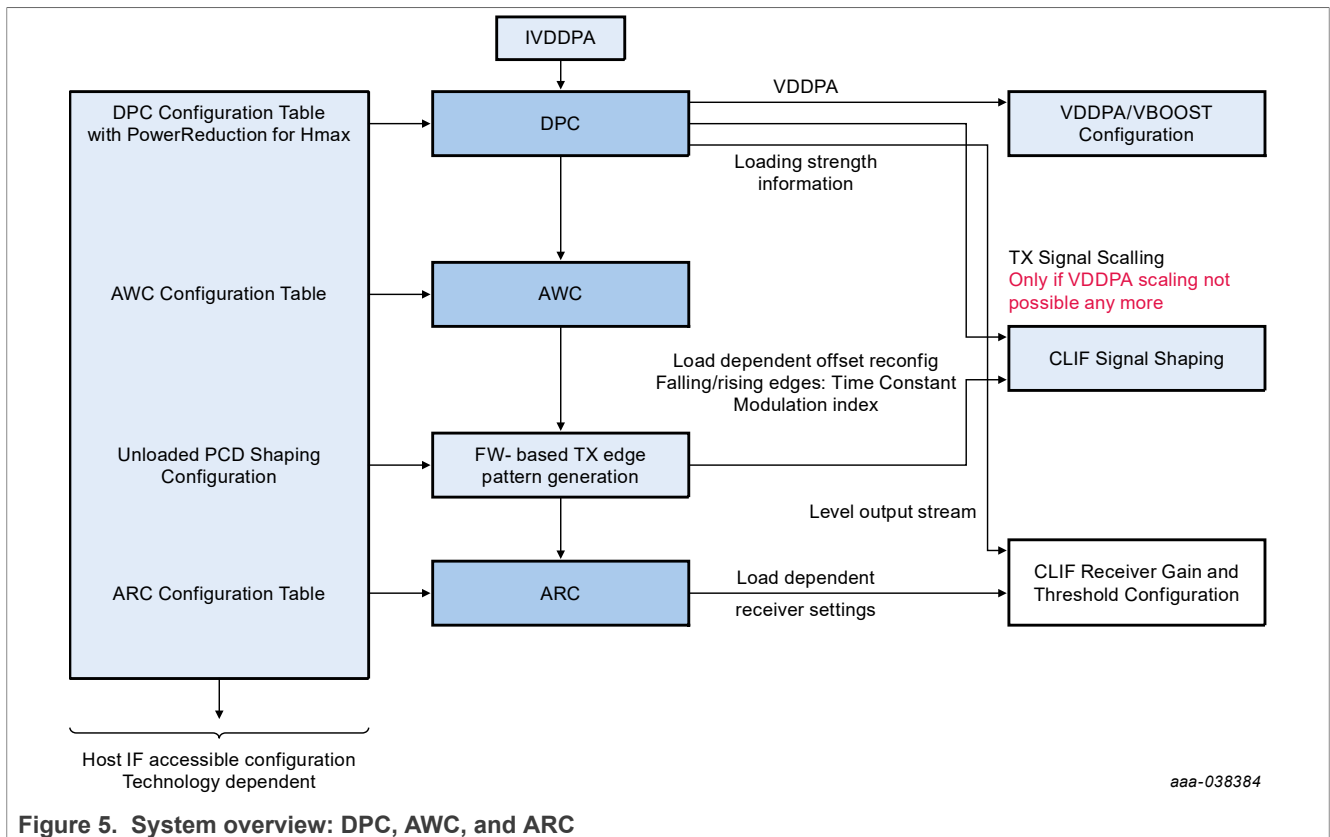 IVDDPA
DPC Configuration Table
with PowerReduction for Hmax
DPC
VDDPA
VDDPA/VBOOST
Configuration
Loading strength
information
AWC Configuration Table
AWC
TX Signal Scalling
Only if VDDPA scaling not
possible any more
CLIF Signal Shaping
Load dependent offset reconfig
Falling/rising edges: Time Constant
Modulation index
Unloaded PCD Shaping
Configuration
FW- based TX edge
pattern generation
Level output stream
ARC Configuration Table
ARC
Load dependent
receiver settings
CLIF Receiver Gain and
Threshold Configuration
Host IF accessible configuration
Technology dependent
aaa-038384
Figure 5. System overview: DPC, AWC, and ARC